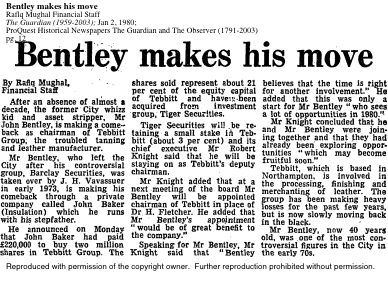 Bentley makes his move
Rafiq Mughal Financial Staff
The Guardian (1959-2003); Jan 2, 1980;
ProQuest Historical Newspapers The Guardian and The Observer (1791-2003)
pg. 12
Bentley makes his move
By Rafiq Mughal,
Financial Staff
After an absence of almost a
decade, the former City whizz
kid and asset stripper, Mr
John Bentley, is making a come-
back as chairman of Tebbitt
Group, the troubled tanning
and leather manufacturer.
Mr Bentley, who left the
City after his controversial
group, Barclay Securities, was
taken over by J. H. Vavasseur
in early 1973, is making his
comeback through a private
company called John Baker
(Insulation) which he runs
with his stepfather.
He announced on Monday
that John Baker had paid
£220,000 to buy two million
shares in Tebbitt Group. The
shares sold represent about 21
per cent of the equity capital
of Tebbitt and have been
acquired from investment
group, Tiger Securities.
Tiger Securities will be re-
taining a small stake in Teb-
bitt (about 3 per cent) and its
chief executive Mr Robert
Knight said that he will be
staying on as Tebbitt's deputy
chairman.
Mr Knight added that at a
next meeting of the board Mr
Bentley will be appointed
chairman of Tebbitt in place of
Dr H. Fletcher. He added that
Mr Bentley's appointment
"would be of great benefit to
the company."
Speaking for Mr Bentley, Mr
Knight said that "Bentley
believes that the time is right
for another involvement." He
added that this was only a
start for Mr Bentley "who sees
a lot of opportunities in 1980."
Mr Knight concluded that he
and Mr Bentley were join-
ing together and that they had
already been exploring oppor-
tunities "which may become
fruitful soon."
Tebbitt, which is based in
Northampton, is involved in
the processing, finishing and
merchanting of leather. The
group has been making heavy
losses for the past few years,
but is now slowly moving back
in the black.
Mr Bentley, now 40 years
old, was one of the most con-
troversial figures in the City in
the early 70s.
Reproduced with permission of the copyright owner. Further reproduction prohibited without permission.